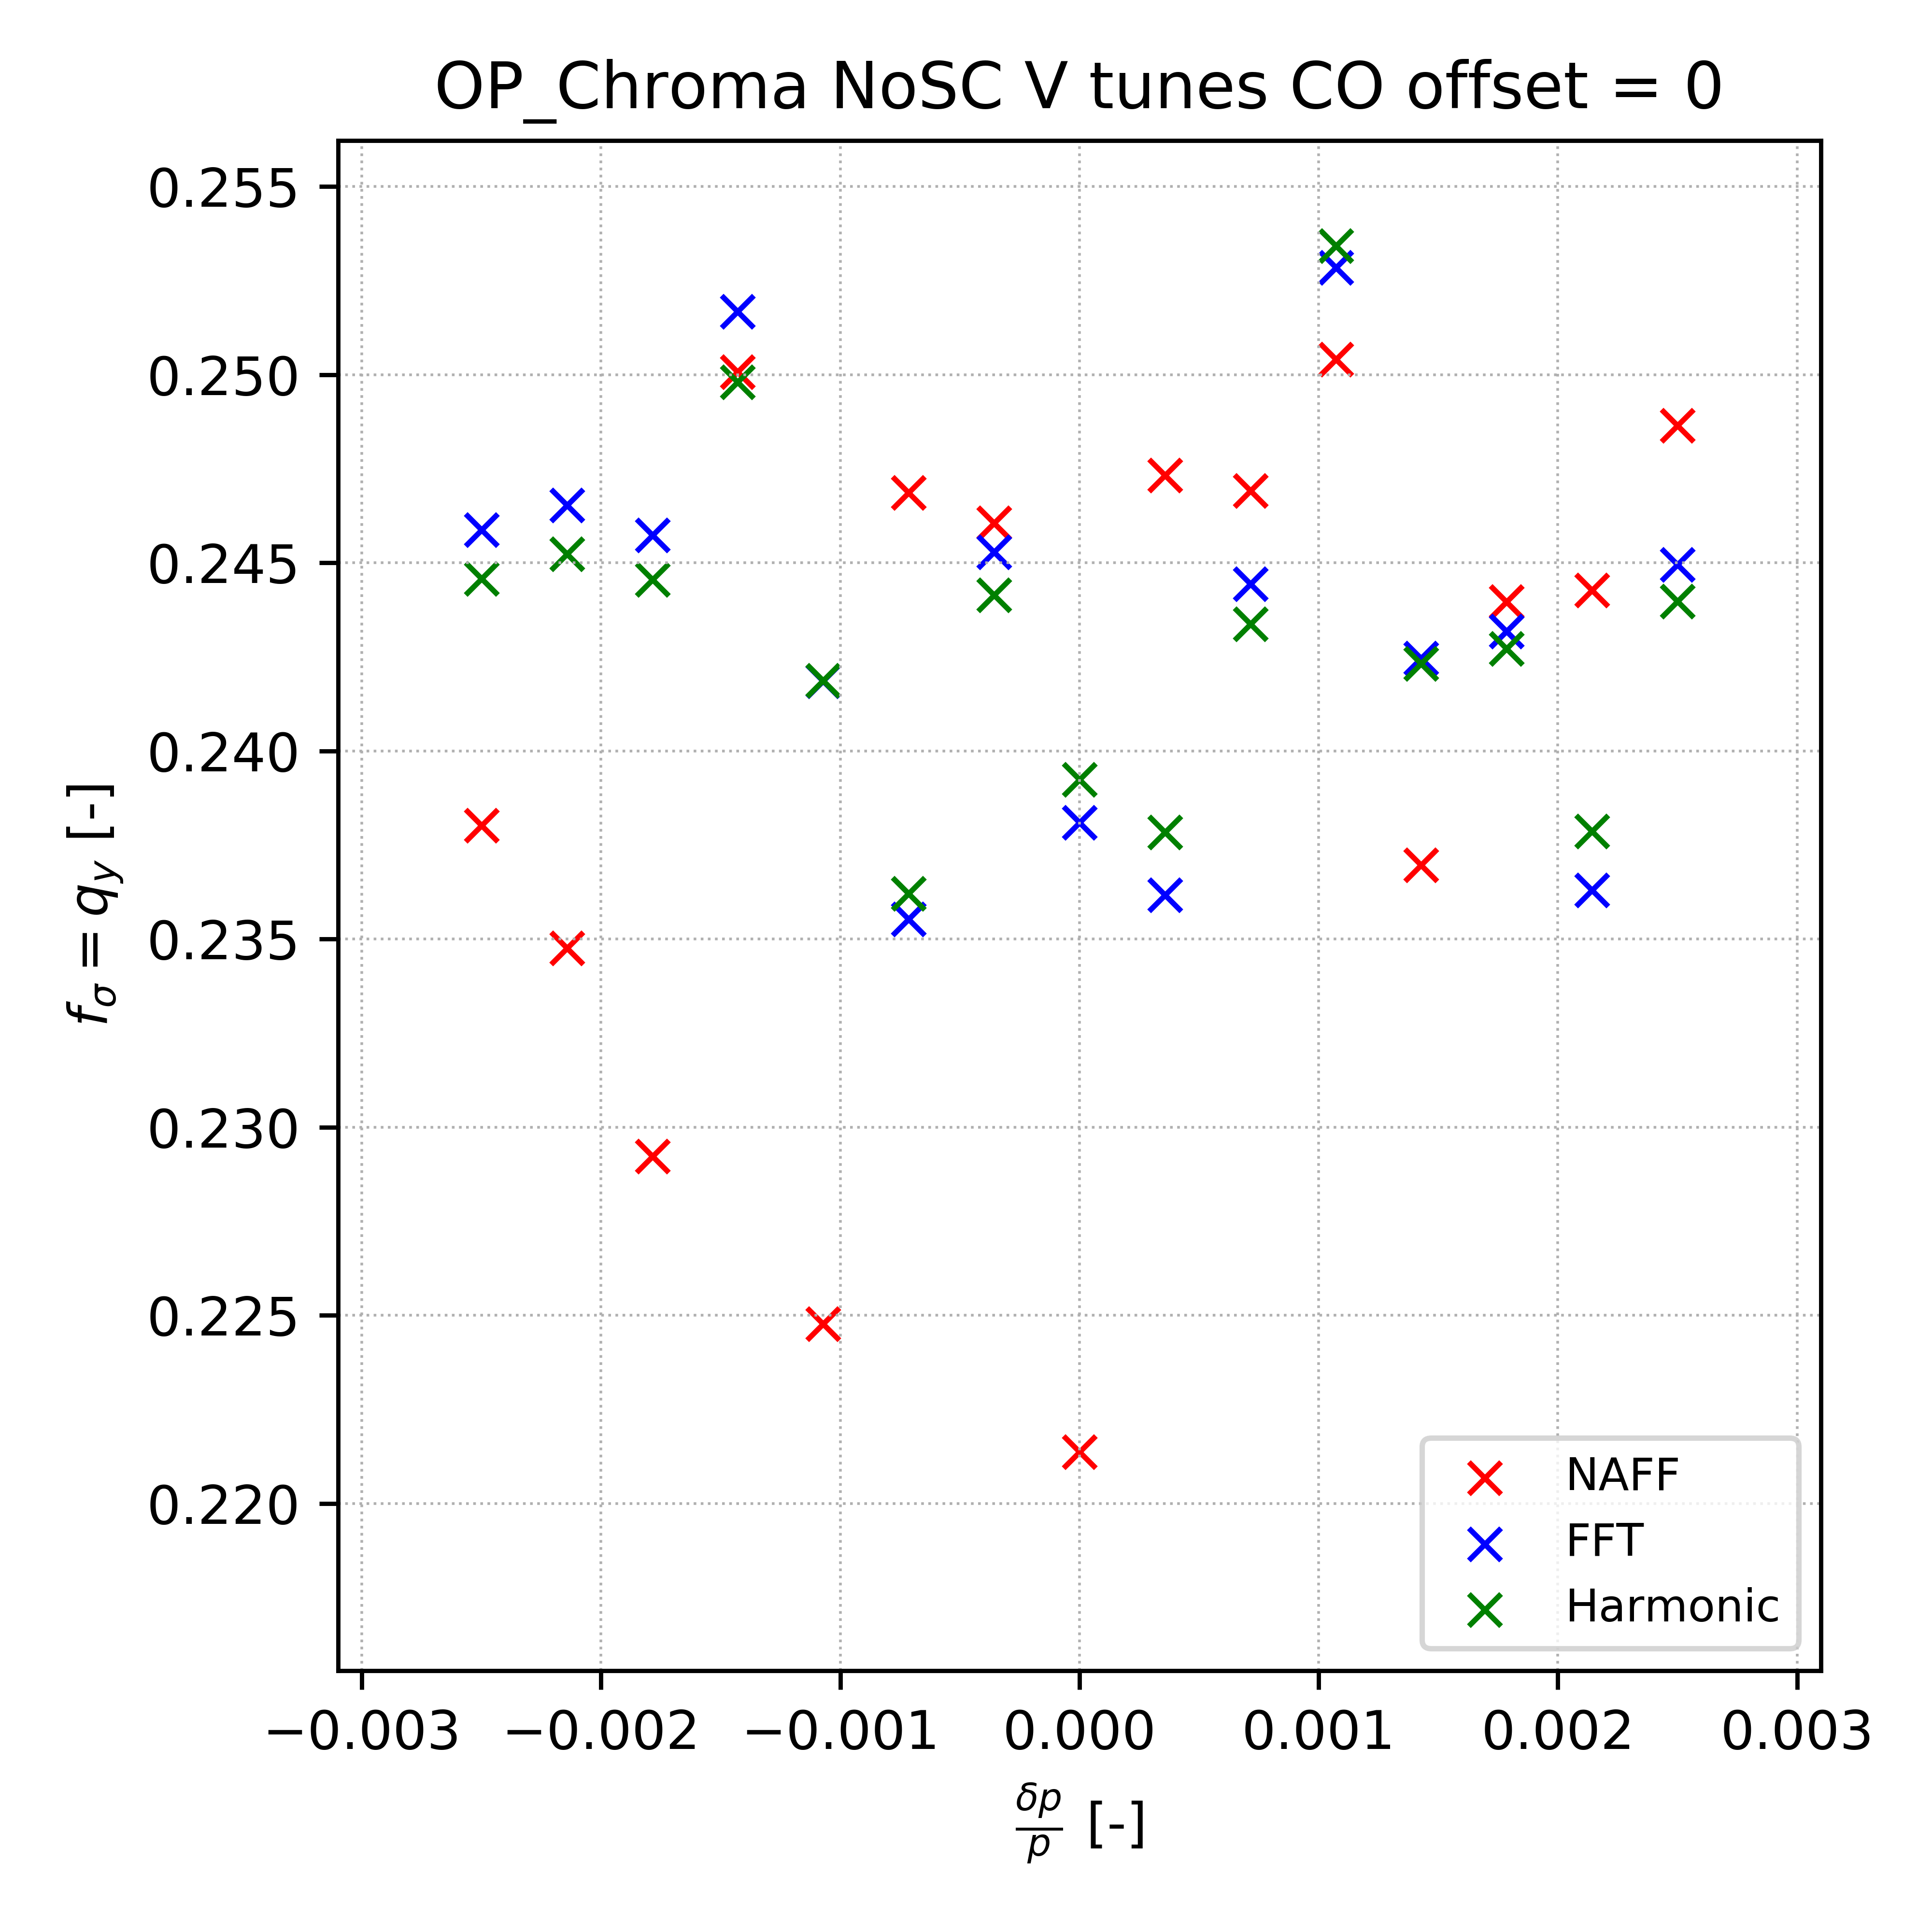 OP_Chroma NoSC V tunes CO offset = 0
0.255
0.250
0.245
0.240
0.235
0.230
0.225
0.220
f_σ = q_y [-]
−0.003 −0.002 −0.001 0.000 0.001 0.002 0.003
δp/p [-]
NAFF
FFT
Harmonic